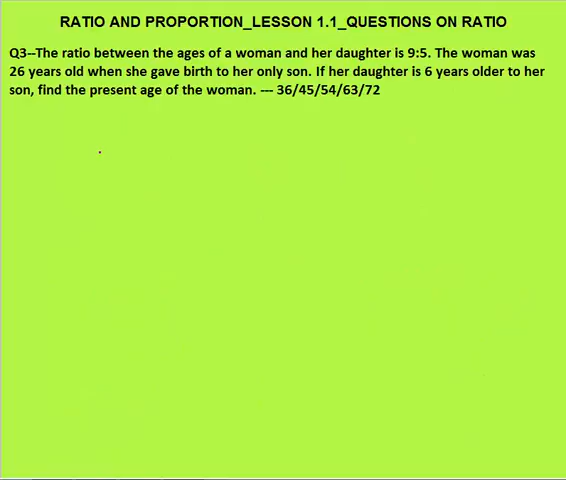 RATIO AND PROPORTION_LESSON 1.1_QUESTIONS ON RATIO
Q3--The ratio between the ages of a woman and her daughter is 9:5. The woman was
26 years old when she gave birth to her only son. If her daughter is 6 years older to her
son, find the present age of the woman. --- 36/45/54/63/72